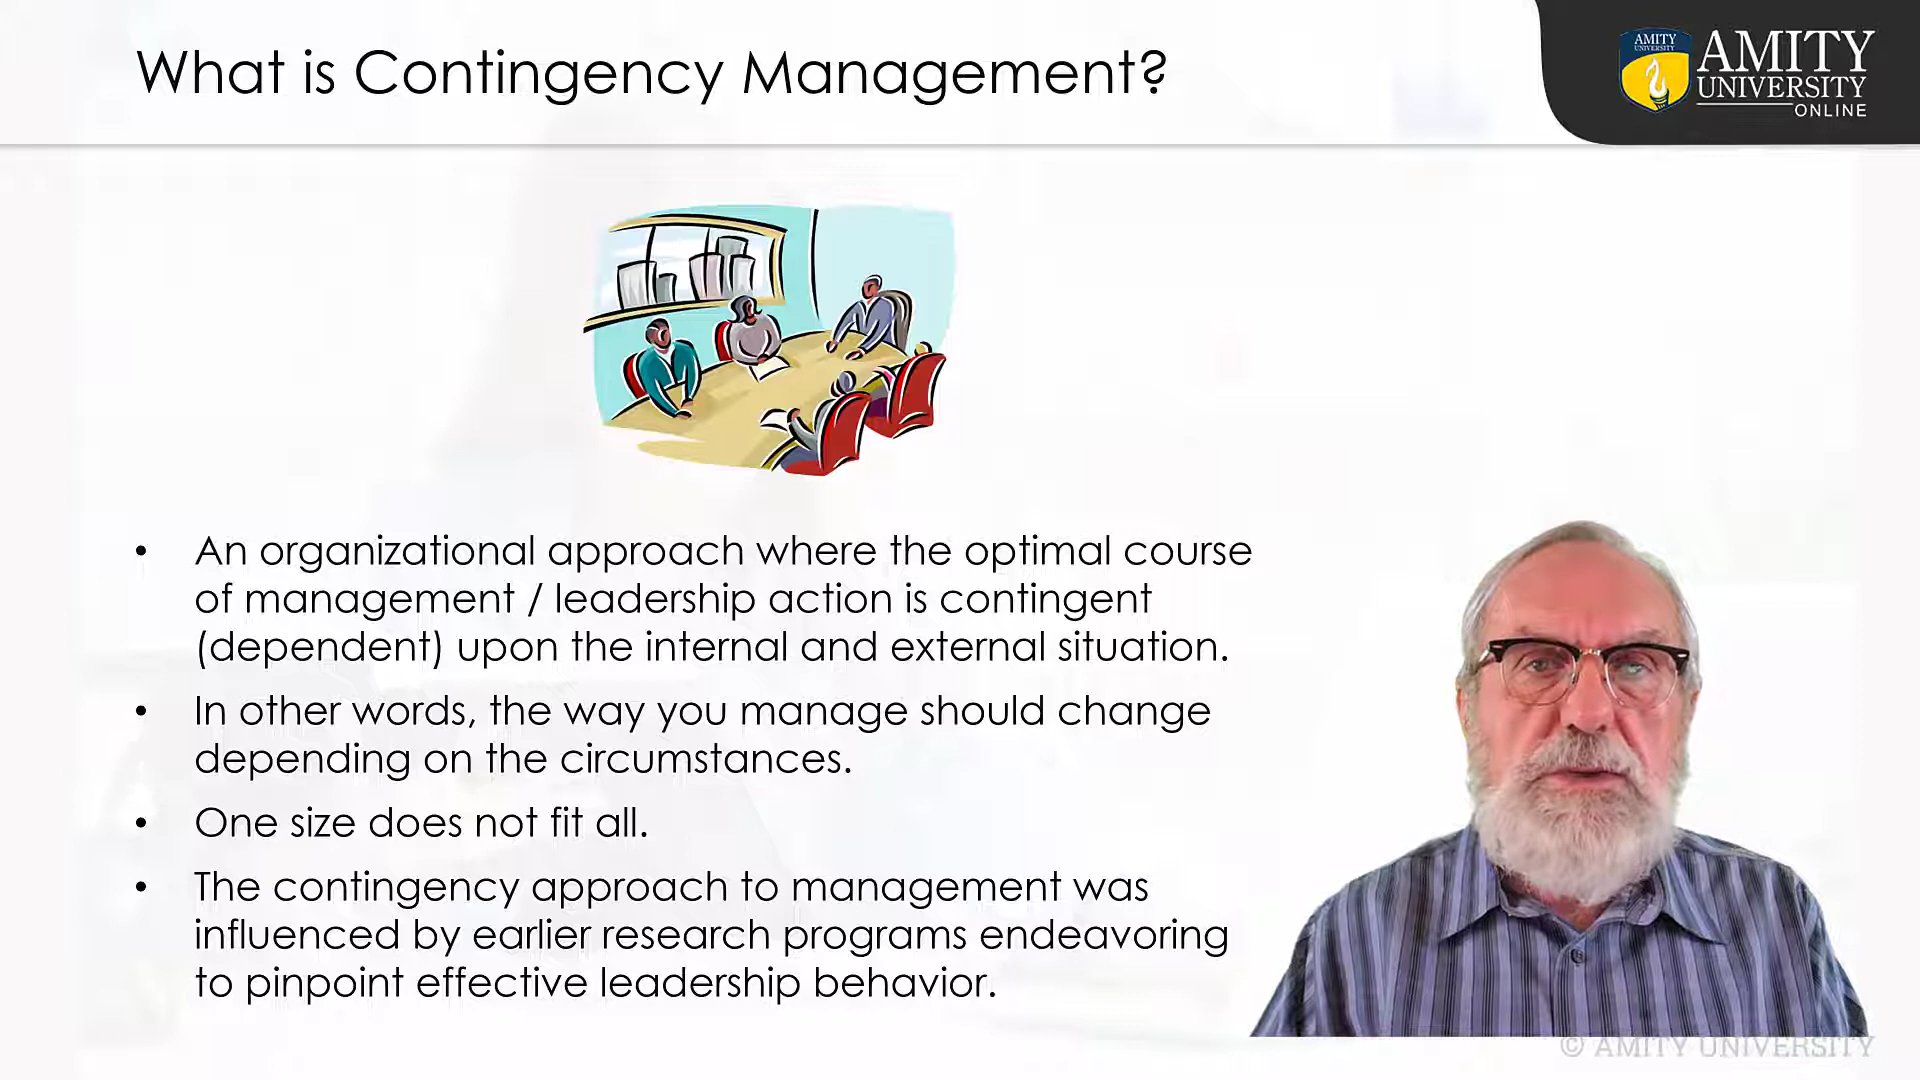 What is Contingency Management?
AMITY
UNIVERSITY
AMITY
UNIVERSITY
ONLINE
• An organizational approach where the optimal course
of management / leadership action is contingent
(dependent) upon the internal and external situation.
• In other words, the way you manage should change
depending on the circumstances.
• One size does not fit all.
• The contingency approach to management was
influenced by earlier research programs endeavoring
to pinpoint effective leadership behavior.
© AMITY UNIVERSITY